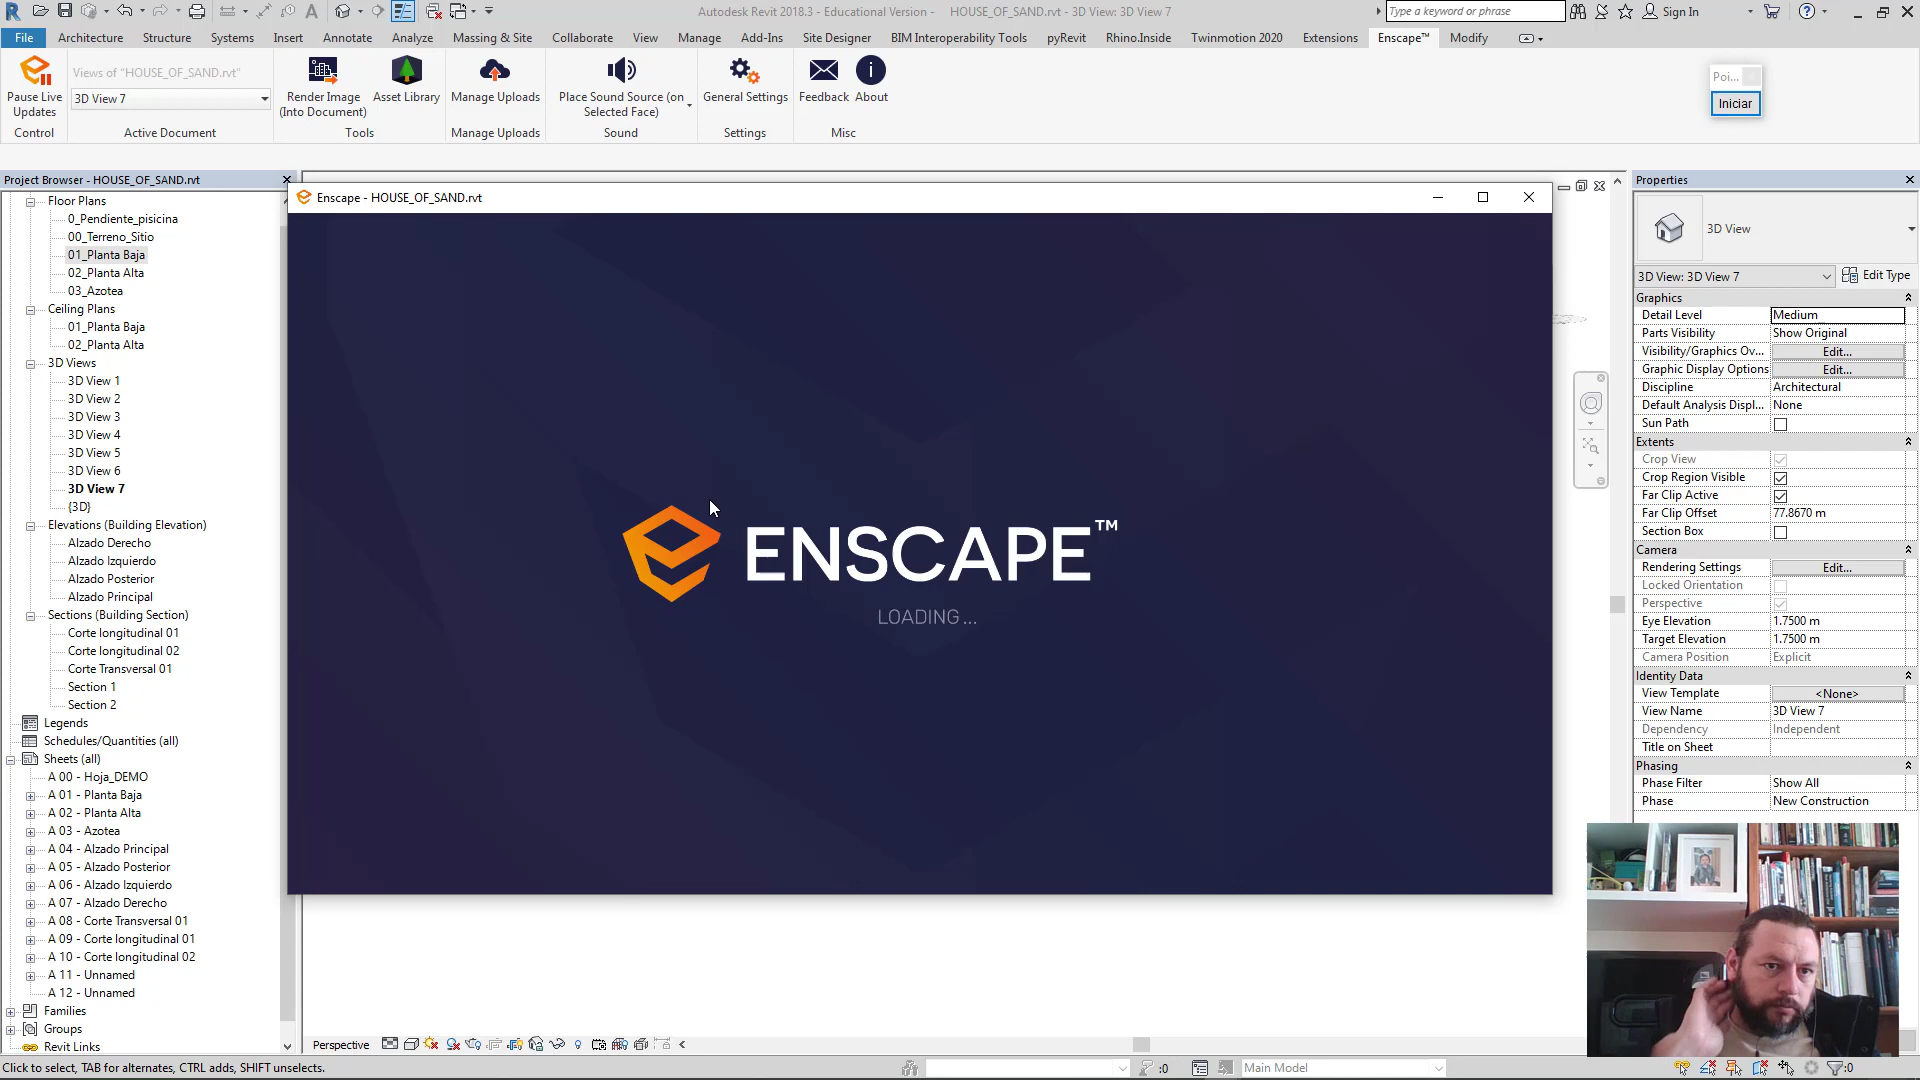 Autodesk Revit 2018.3 - Educational Version - HOUSE_OF_SAND.rvt - 3D View: 3D View 7
Type a keyword or phrase
Sign In
File Architecture Structure Systems Insert Annotate Analyze Massing & Site Collaborate View Manage Add-Ins Site Designer BIM Interoperability Tools pyRevit Rhino.Inside Twinmotion 2020 Extensions Enscape™ Modify
Pause Live Updates
Control
Views of "HOUSE_OF_SAND.rvt"
3D View 7
Active Document
Render Image (Into Document)
Asset Library
Tools
Manage Uploads
Manage Uploads
Place Sound Source (on Selected Face)
Sound
General Settings
Settings
Feedback About
Misc
Poi...
Iniciar
Project Browser - HOUSE_OF_SAND.rvt
Floor Plans
0_Pendiente_pisicina
00_Terreno_Sitio
01_Planta Baja
02_Planta Alta
03_Azotea
Ceiling Plans
01_Planta Baja
02_Planta Alta
3D Views
3D View 1
3D View 2
3D View 3
3D View 4
3D View 5
3D View 6
3D View 7
{3D}
Elevations (Building Elevation)
Alzado Derecho
Alzado Izquierdo
Alzado Posterior
Alzado Principal
Sections (Building Section)
Corte longitudinal 01
Corte longitudinal 02
Corte Transversal 01
Section 1
Section 2
Legends
Schedules/Quantities (all)
Sheets (all)
A 00 - Hoja_DEMO
A 01 - Planta Baja
A 02 - Planta Alta
A 03 - Azotea
A 04 - Alzado Principal
A 05 - Alzado Posterior
A 06 - Alzado Izquierdo
A 07 - Alzado Derecho
A 08 - Corte Transversal 01
A 09 - Corte longitudinal 01
A 10 - Corte longitudinal 02
A 11 - Unnamed
A 12 - Unnamed
Families
Groups
Revit Links
Enscape - HOUSE_OF_SAND.rvt
ENSCAPE™
LOADING ...
Properties
3D View
3D View: 3D View 7 Edit Type
Graphics
Detail Level Medium
Parts Visibility Show Original
Visibility/Graphics Ov... Edit...
Graphic Display Options Edit...
Discipline Architectural
Default Analysis Displ... None
Sun Path
Extents
Crop View
Crop Region Visible
Far Clip Active
Far Clip Offset 77.8670 m
Section Box
Camera
Rendering Settings Edit...
Locked Orientation
Perspective
Eye Elevation 1.7500 m
Target Elevation 1.7500 m
Camera Position Explicit
Identity Data
View Template <None>
View Name 3D View 7
Dependency Independent
Title on Sheet
Phasing
Phase Filter Show All
Phase New Construction
Perspective
Click to select, TAB for alternates, CTRL adds, SHIFT unselects.
:0
Main Model
:0